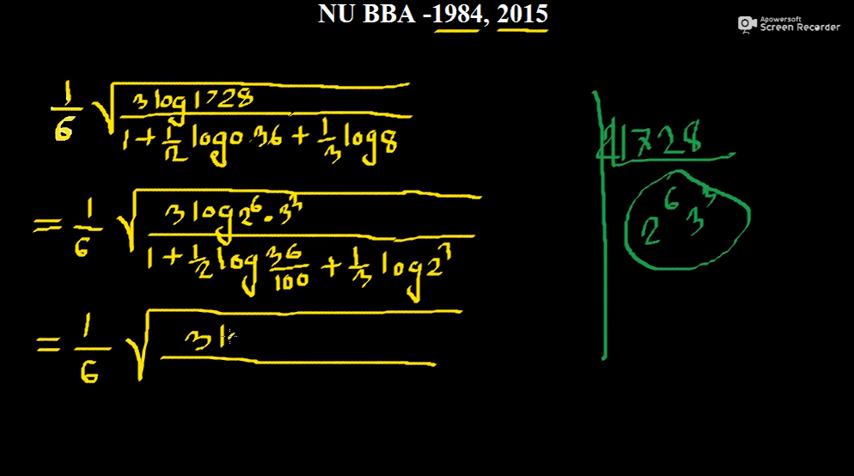 NU BBA -1984, 2015
Apowersoft
Screen Recorder
1/6 √(3log1728 / (1 + 1/2 log0.36 + 1/3 log8))
1728
= 1/6 √(3log2⁶·3³ / (1 + 1/2 log 36/100 + 1/3 log2³))
2⁶ 3³
= 1/6 √(3l